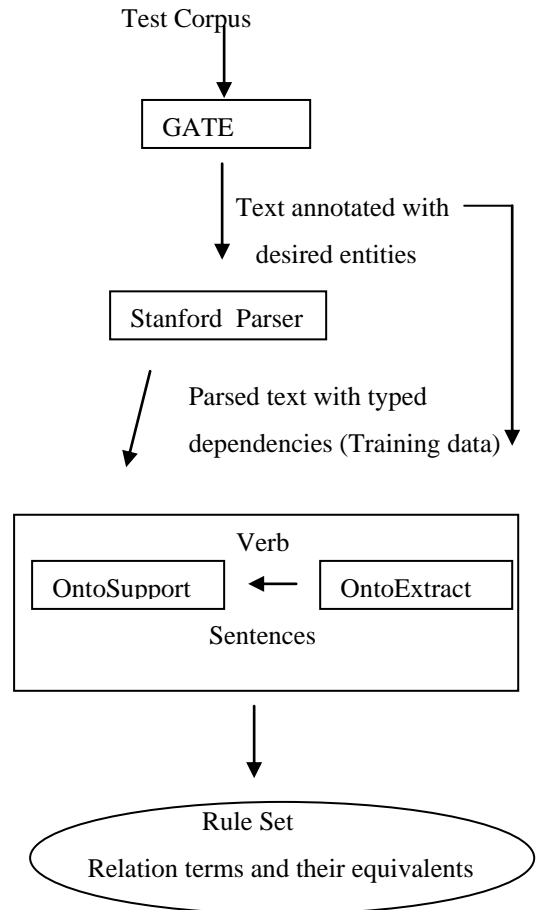 Test Corpus
GATE
Text annotated with
desired entities
Stanford Parser
Parsed text with typed
dependencies (Training data)
Verb
OntoSupport
OntoExtract
Sentences
Rule Set
Relation terms and their equivalents